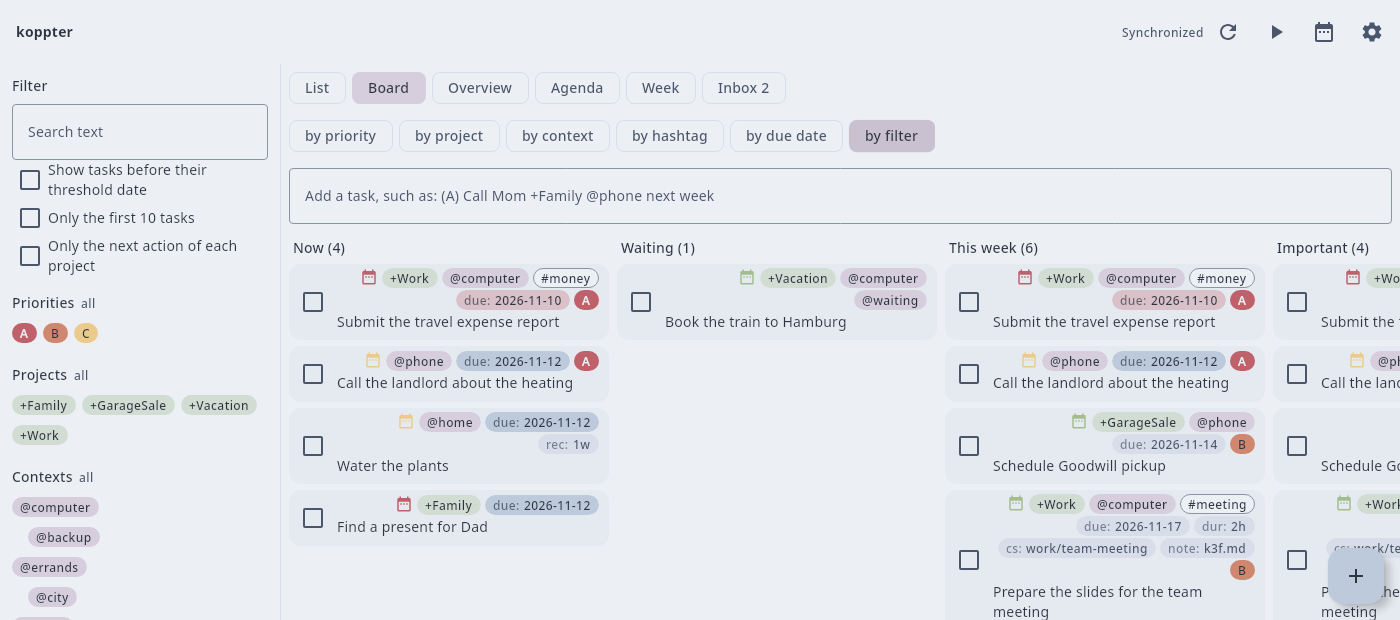 koppter
Synchronized
Filter
Search text
Show tasks before their
threshold date
Only the first 10 tasks
Only the next action of each
project
Priorities all
A B C
Projects all
+Family +GarageSale +Vacation
+Work
Contexts all
@computer
@backup
@errands
@city
List Board Overview Agenda Week Inbox 2
by priority by project by context by hashtag by due date by filter
Add a task, such as: (A) Call Mom +Family @phone next week
Now (4)
+Work @computer #money
due: 2026-11-10 A
Submit the travel expense report
@phone due: 2026-11-12 A
Call the landlord about the heating
@home due: 2026-11-12
rec: 1w
Water the plants
+Family due: 2026-11-12
Find a present for Dad
Waiting (1)
+Vacation @computer
@waiting
Book the train to Hamburg
This week (6)
+Work @computer #money
due: 2026-11-10 A
Submit the travel expense report
@phone due: 2026-11-12 A
Call the landlord about the heating
+GarageSale @phone
due: 2026-11-14 B
Schedule Goodwill pickup
+Work @computer #meeting
due: 2026-11-17 dur: 2h
cs: work/team-meeting note: k3f.md
B
Prepare the slides for the team
meeting
Important (4)
Submit the
Call the
Schedule
+Work
cs:
meeting